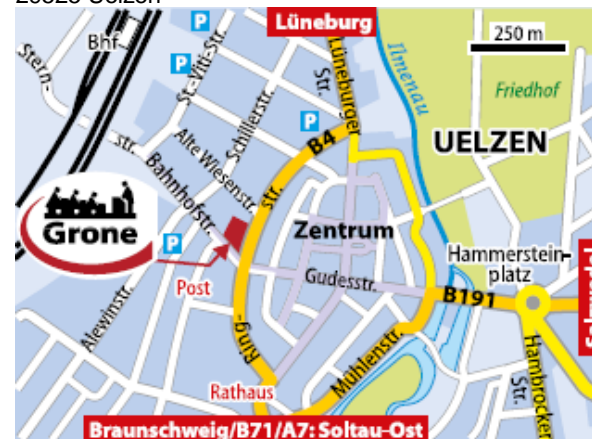 Lüneburg
250 m
Bhf.
P
St.-Viti-Str.
Stern-
str.
P
Schillerstr.
Lüneburger
Str.
Ilmenau
Friedhof
P
B4
UELZEN
Alte Wiesenstr.
Bahnhofstr.
Grone
P
Post
Zentrum
Hammerstein-
platz
Gudesstr.
B191
Alewinstr.
Ring-
str.
Mühlenstr.
Hambrocker
Str.
Rathaus
Braunschweig/B71/A7: Soltau-Ost